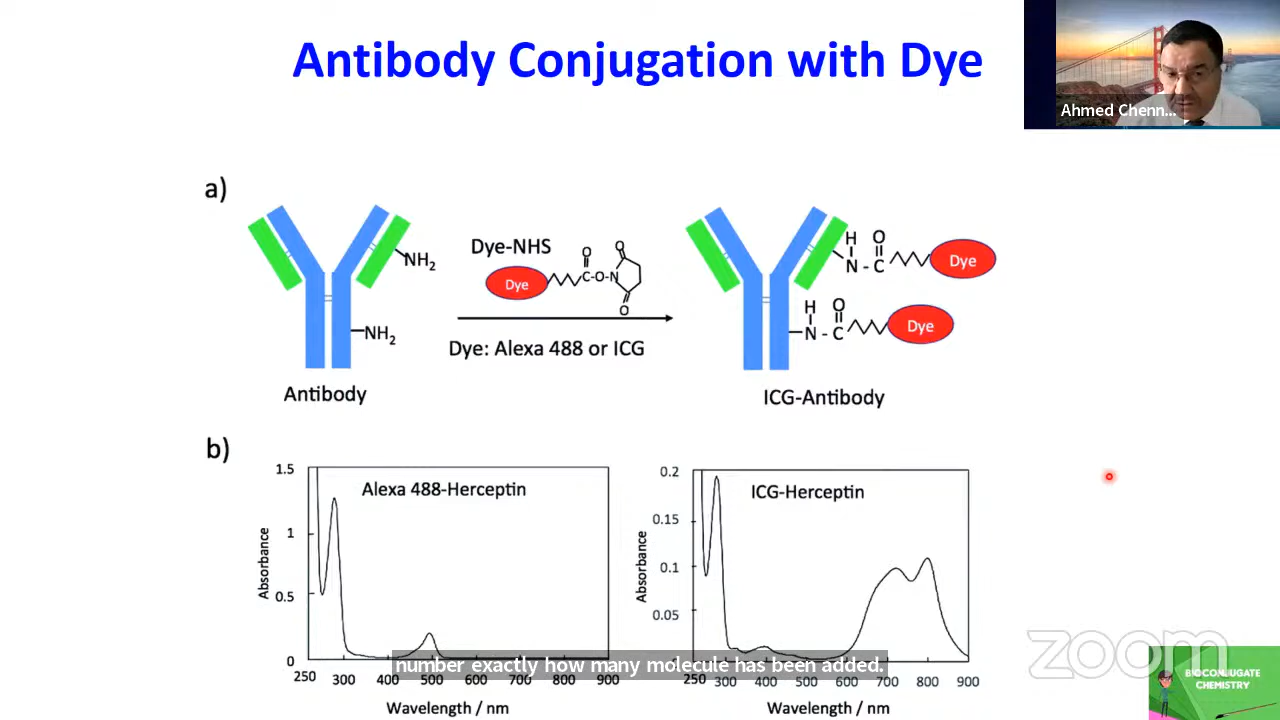 Antibody Conjugation with Dye
Ahmed Chenn...
a)
NH2
NH2
Antibody
Dye-NHS
Dye
O
C
O
N
O
O
Dye: Alexa 488 or ICG
H
N - C
O
Dye
H
N - C
O
Dye
ICG-Antibody
b)
Alexa 488-Herceptin
Absorbance
1.5
1
0.5
0
250 300 400 500 600 700 800 900
Wavelength / nm
ICG-Herceptin
Absorbance
0.2
0.15
0.1
0.05
250 300 400 500 600 700 800 900
Wavelength / nm
number exactly how many molecule has been added.
zoom
BIOCONJUGATE
CHEMISTRY